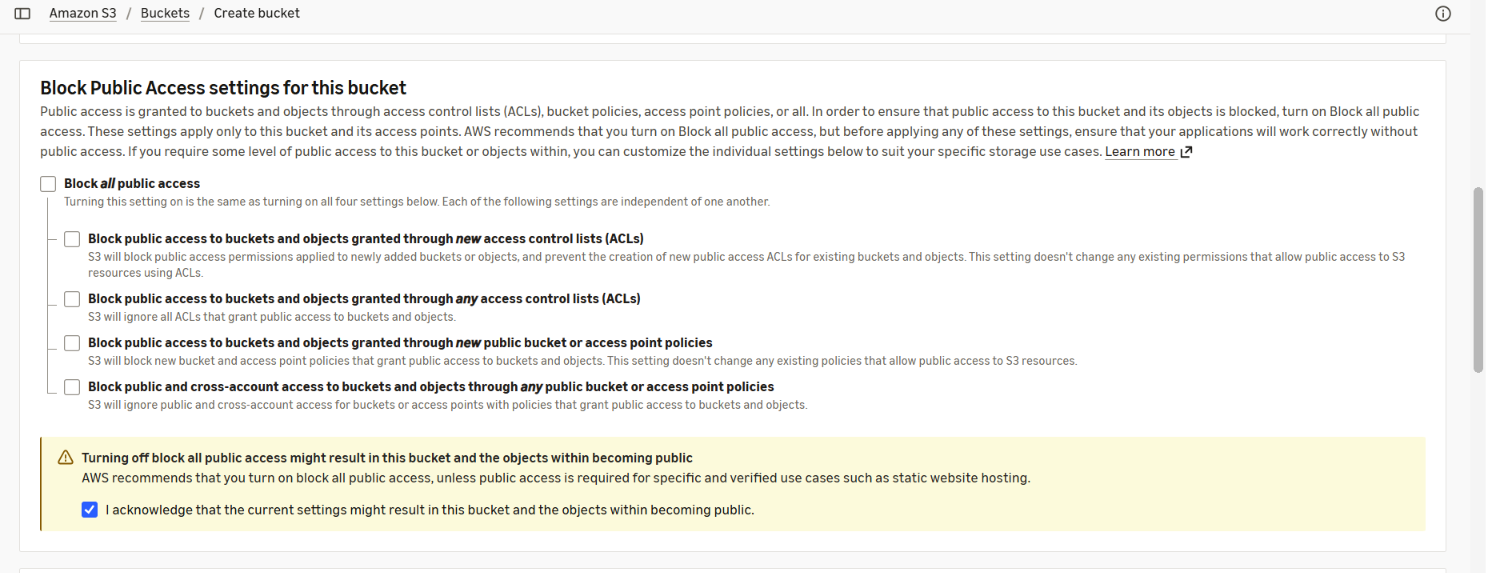 Amazon S3 / Buckets / Create bucket
Block Public Access settings for this bucket
Public access is granted to buckets and objects through access control lists (ACLs), bucket policies, access point policies, or all. In order to ensure that public access to this bucket and its objects is blocked, turn on Block all public
access. These settings apply only to this bucket and its access points. AWS recommends that you turn on Block all public access, but before applying any of these settings, ensure that your applications will work correctly without
public access. If you require some level of public access to this bucket or objects within, you can customize the individual settings below to suit your specific storage use cases. Learn more
Block all public access
Turning this setting on is the same as turning on all four settings below. Each of the following settings are independent of one another.
Block public access to buckets and objects granted through new access control lists (ACLs)
S3 will block public access permissions applied to newly added buckets or objects, and prevent the creation of new public access ACLs for existing buckets and objects. This setting doesn't change any existing permissions that allow public access to S3
resources using ACLs.
Block public access to buckets and objects granted through any access control lists (ACLs)
S3 will ignore all ACLs that grant public access to buckets and objects.
Block public access to buckets and objects granted through new public bucket or access point policies
S3 will block new bucket and access point policies that grant public access to buckets and objects. This setting doesn't change any existing policies that allow public access to S3 resources.
Block public and cross-account access to buckets and objects through any public bucket or access point policies
S3 will ignore public and cross-account access for buckets or access points with policies that grant public access to buckets and objects.
Turning off block all public access might result in this bucket and the objects within becoming public
AWS recommends that you turn on block all public access, unless public access is required for specific and verified use cases such as static website hosting.
I acknowledge that the current settings might result in this bucket and the objects within becoming public.